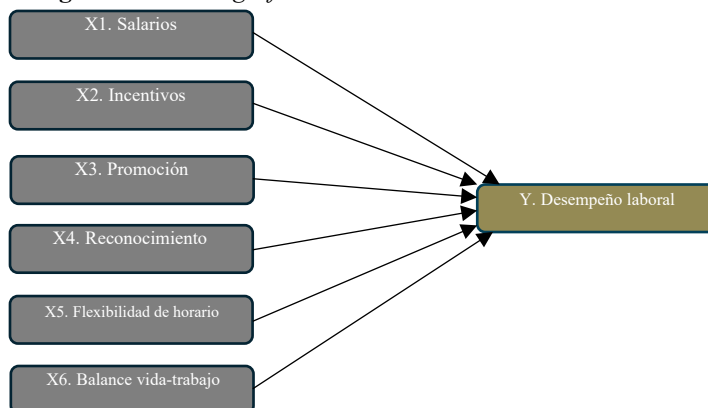 X1. Salarios
X2. Incentivos
X3. Promoción
X4. Reconocimiento
X5. Flexibilidad de horario
X6. Balance vida-trabajo
Y. Desempeño laboral